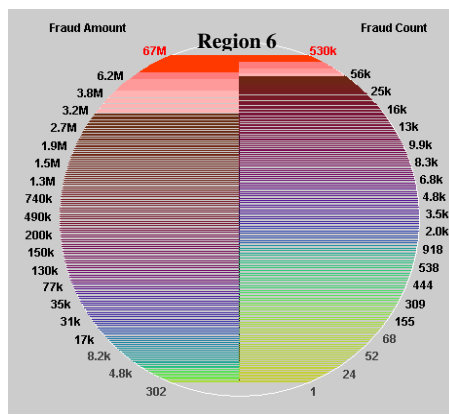 Fraud Amount
Fraud Count
Region 6
67M
6.2M
3.8M
3.2M
2.7M
1.9M
1.5M
1.3M
740k
490k
200k
150k
130k
77k
35k
31k
17k
8.2k
4.8k
302
530k
56k
25k
16k
13k
9.9k
8.3k
6.8k
4.8k
3.5k
2.0k
918
538
444
309
155
68
52
24
1